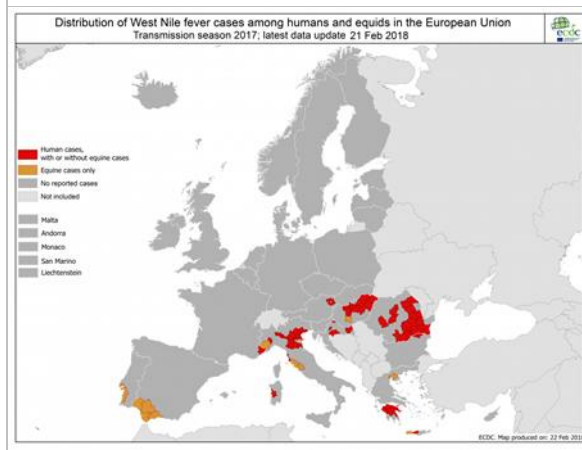 Distribution of West Nile fever cases among humans and equids in the European Union
Transmission season 2017; latest data update 21 Feb 2018
ecdc
Human cases,
with or without equine cases
Equine cases only
No reported cases
Not included
Malta
Andorra
Monaco
San Marino
Liechtenstein
ECDC. Map produced on: 22 Feb 201